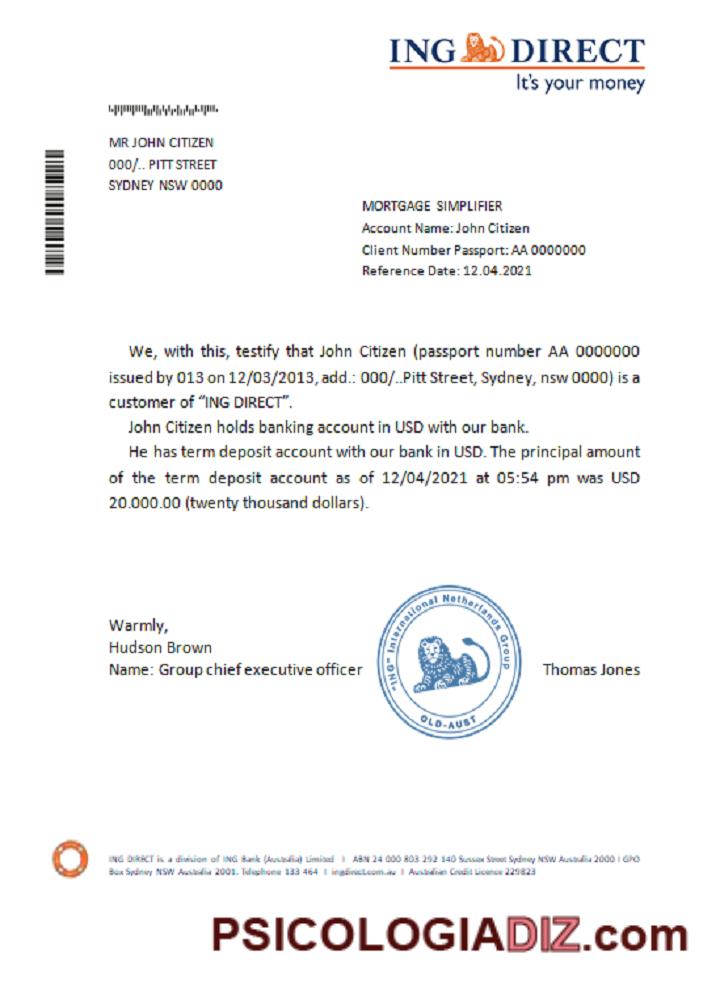 ING DIRECT
It's your money
MR JOHN CITIZEN
000/.. PITT STREET
SYDNEY NSW 0000
MORTGAGE SIMPLIFIER
Account Name: John Citizen
Client Number Passport: AA 0000000
Reference Date: 12.04.2021
We, with this, testify that John Citizen (passport number AA 0000000
issued by 013 on 12/03/2013, add.: 000/..Pitt Street, Sydney, nsw 0000) is a
customer of “ING DIRECT”.
John Citizen holds banking account in USD with our bank.
He has term deposit account with our bank in USD. The principal amount
of the term deposit account as of 12/04/2021 at 05:54 pm was USD
20.000.00 (twenty thousand dollars).
Warmly,
Hudson Brown
Name: Group chief executive officer
"ING" International Netherlands Group
OLD-AUST
Thomas Jones
ING DIRECT is a division of ING Bank (Australia) Limited I ABN 24 000 803 292 140 Sussex Street Sydney NSW Australia 2000 I GPO
Box Sydney NSW Australia 2001. Telephone 133 464 I ingdirect.com.au I Australian Credit Licence 229823
PSICOLOGIADIZ.com